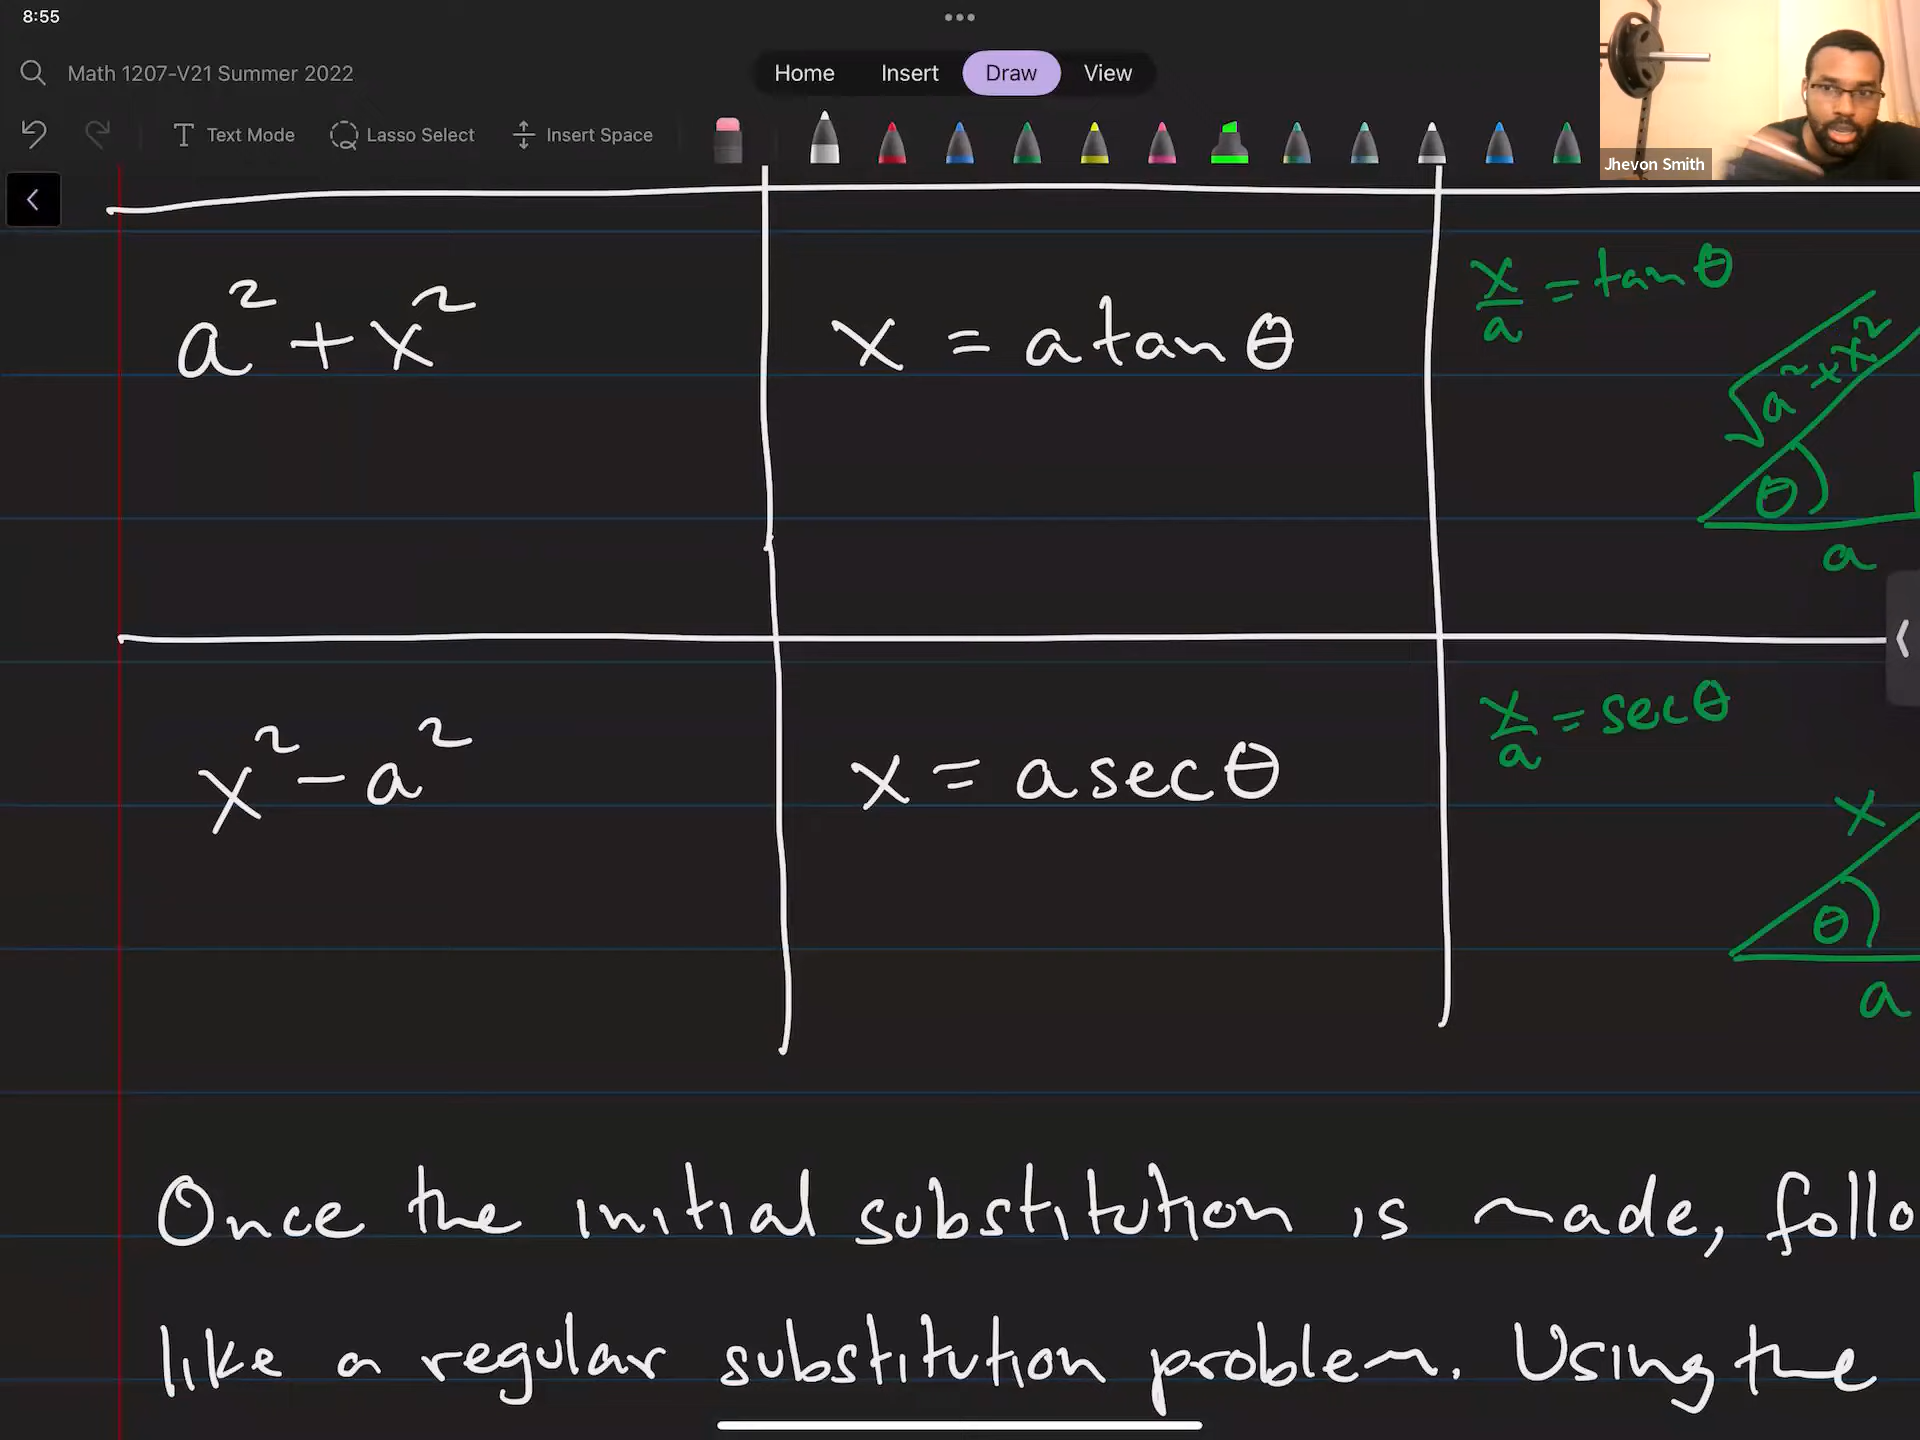 8:55
Math 1207-V21 Summer 2022
Home Insert Draw View
Text Mode Lasso Select Insert Space
Jhevon Smith
a² + x²
x = a tan θ
x/a = tan θ
√a² + x²
θ
a
x² - a²
x = a sec θ
x/a = sec θ
x
θ
a
Once the initial substitution is made, follo
like a regular substitution problem. Using the